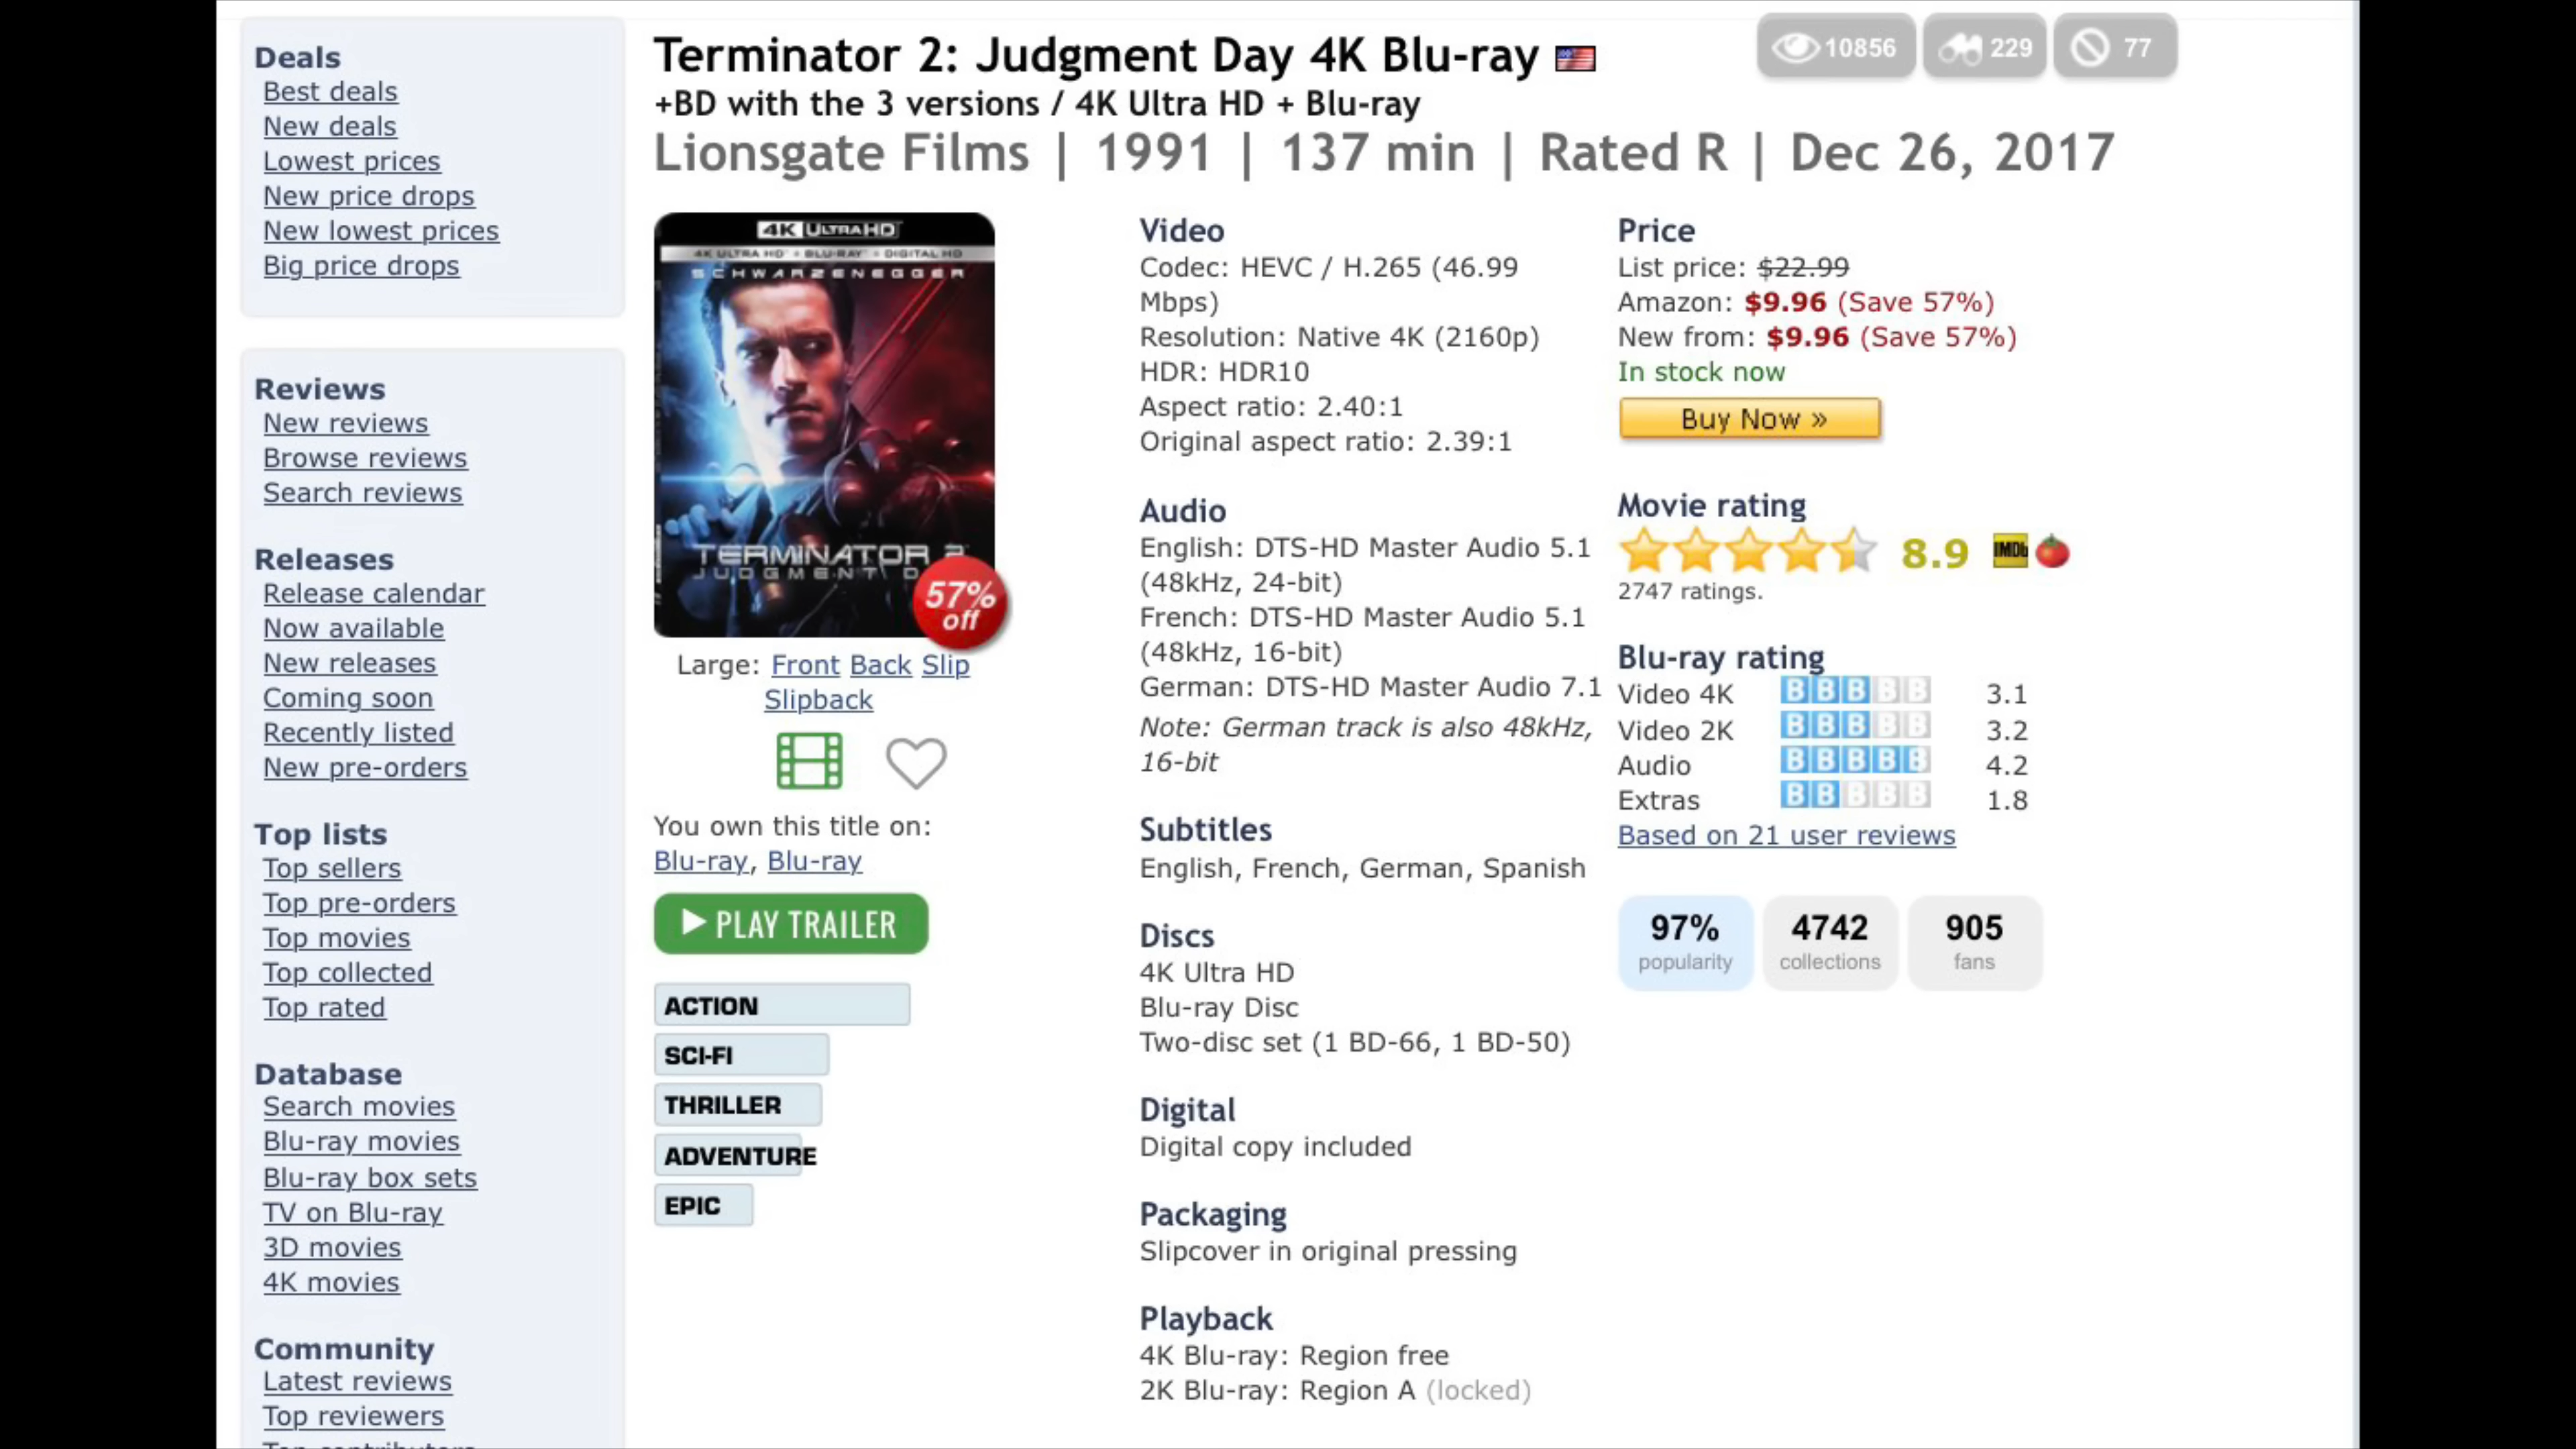 Deals
Best deals
New deals
Lowest prices
New price drops
New lowest prices
Big price drops
Reviews
New reviews
Browse reviews
Search reviews
Releases
Release calendar
Now available
New releases
Coming soon
Recently listed
New pre-orders
Top lists
Top sellers
Top pre-orders
Top movies
Top collected
Top rated
Database
Search movies
Blu-ray movies
Blu-ray box sets
TV on Blu-ray
3D movies
4K movies
Community
Latest reviews
Top reviewers
Top contributors
Terminator 2: Judgment Day 4K Blu-ray
10856
229
77
+BD with the 3 versions / 4K Ultra HD + Blu-ray
Lionsgate Films | 1991 | 137 min | Rated R | Dec 26, 2017
4K ULTRA HD
4K ULTRA HD + BLU-RAY + DIGITAL HD
SCHWARZENEGGER
TERMINATOR 2
JUDGMENT D
57%
off
Large: Front Back Slip
Slipback
You own this title on:
Blu-ray, Blu-ray
PLAY TRAILER
ACTION
SCI-FI
THRILLER
ADVENTURE
EPIC
Video
Codec: HEVC / H.265 (46.99
Mbps)
Resolution: Native 4K (2160p)
HDR: HDR10
Aspect ratio: 2.40:1
Original aspect ratio: 2.39:1
Audio
English: DTS-HD Master Audio 5.1
(48kHz, 24-bit)
French: DTS-HD Master Audio 5.1
(48kHz, 16-bit)
German: DTS-HD Master Audio 7.1
Note: German track is also 48kHz,
16-bit
Subtitles
English, French, German, Spanish
Discs
4K Ultra HD
Blu-ray Disc
Two-disc set (1 BD-66, 1 BD-50)
Digital
Digital copy included
Packaging
Slipcover in original pressing
Playback
4K Blu-ray: Region free
2K Blu-ray: Region A (locked)
Price
List price: $22.99
Amazon: $9.96 (Save 57%)
New from: $9.96 (Save 57%)
In stock now
Buy Now »
Movie rating
8.9
IMDb
2747 ratings.
Blu-ray rating
Video 4K BBBBB 3.1
Video 2K BBBBB 3.2
Audio BBBBB 4.2
Extras BBBBB 1.8
Based on 21 user reviews
97%
popularity
4742
collections
905
fans